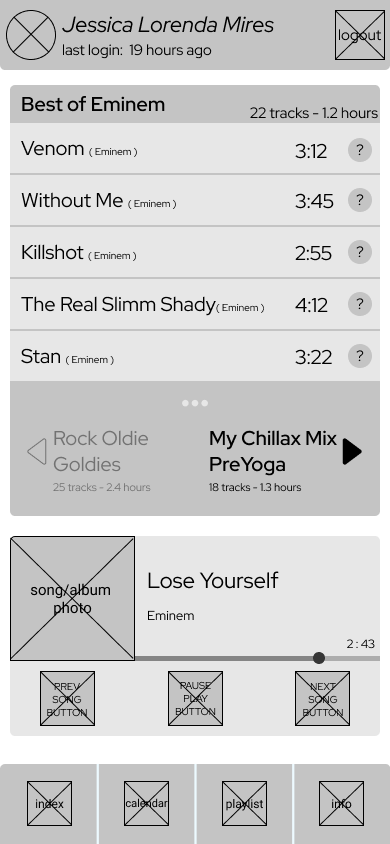 Jessica Lorenda Mires
last login: 19 hours ago
logout
Best of Eminem
22 tracks - 1.2 hours
Venom ( Eminem ) 3:12 ?
Without Me ( Eminem ) 3:45 ?
Killshot ( Eminem ) 2:55 ?
The Real Slimm Shady( Eminem ) 4:12 ?
Stan ( Eminem ) 3:22 ?
Rock Oldie
Goldies
25 tracks - 2.4 hours
My Chillax Mix
PreYoga
18 tracks - 1.3 hours
song/album
photo
Lose Yourself
Eminem
2 : 43
PREV
SONG
BUTTON
PAUSE
PLAY
BUTTON
NEXT
SONG
BUTTON
index
calendar
playlist
info